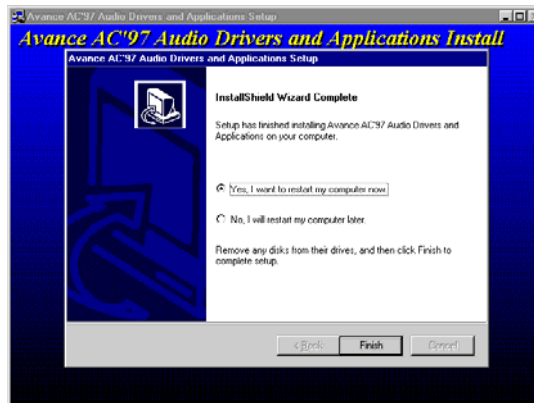 Avance AC'97 Audio Drivers and Applications Setup
Avance AC'97 Audio Drivers and Applications Install
Avance AC'97 Audio Drivers and Applications Setup
InstallShield Wizard Complete
Setup has finished installing Avance AC'97 Audio Drivers and
Applications on your computer.
Yes, I want to restart my computer now.
No, I will restart my computer later.
Remove any disks from their drives, and then click Finish to
complete setup.
< Back Finish Cancel